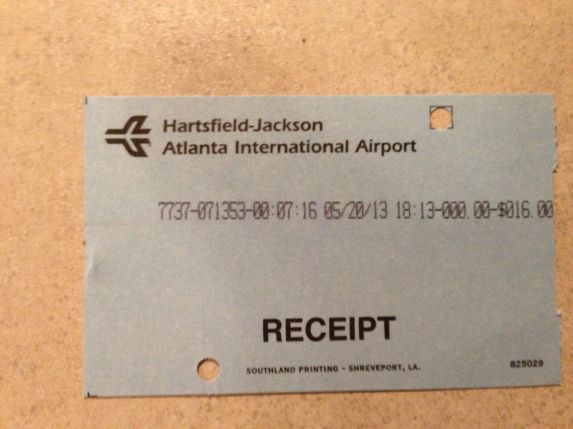 Hartsfield-Jackson
Atlanta International Airport
7737-071353-00:07:16 05/20/13 18:13-000.00-$016.00
RECEIPT
SOUTHLAND PRINTING - SHREVEPORT, LA.
825029